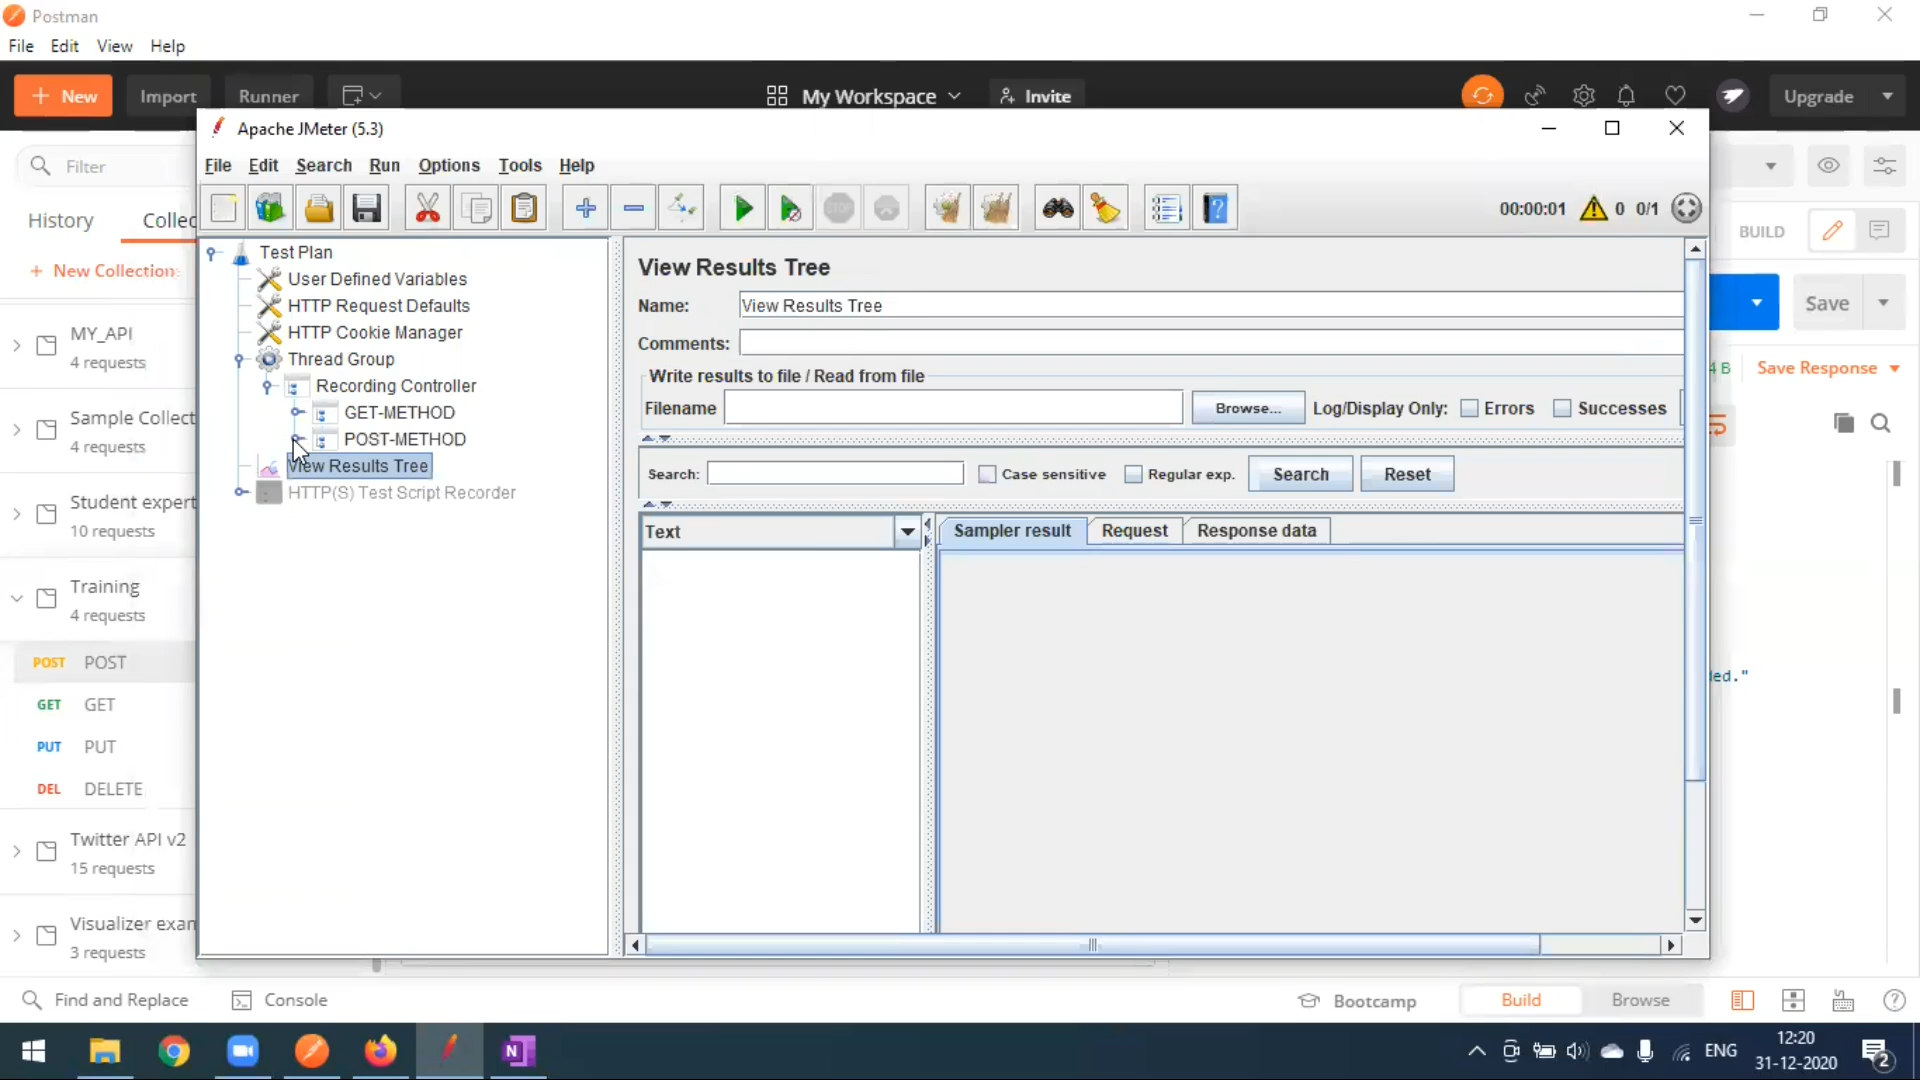 Postman
File Edit View Help
New Import Runner My Workspace Invite Upgrade
Apache JMeter (5.3)
File Edit Search Run Options Tools Help
00:00:01 0 0/1
Filter
History Collec
+ New Collection
MY_API
4 requests
Sample Collect
4 requests
Student expert
10 requests
Training
4 requests
POST POST
GET GET
PUT PUT
DEL DELETE
Twitter API v2
15 requests
Visualizer exan
3 requests
Test Plan
User Defined Variables
HTTP Request Defaults
HTTP Cookie Manager
Thread Group
Recording Controller
GET-METHOD
POST-METHOD
View Results Tree
HTTP(S) Test Script Recorder
View Results Tree
Name: View Results Tree
Comments:
Write results to file / Read from file
Filename Browse... Log/Display Only: Errors Successes
Search: Case sensitive Regular exp. Search Reset
Text
Sampler result Request Response data
BUILD
Save
4 B Save Response
ded."
Find and Replace Console
Bootcamp Build Browse
ENG
12:20
31-12-2020
2